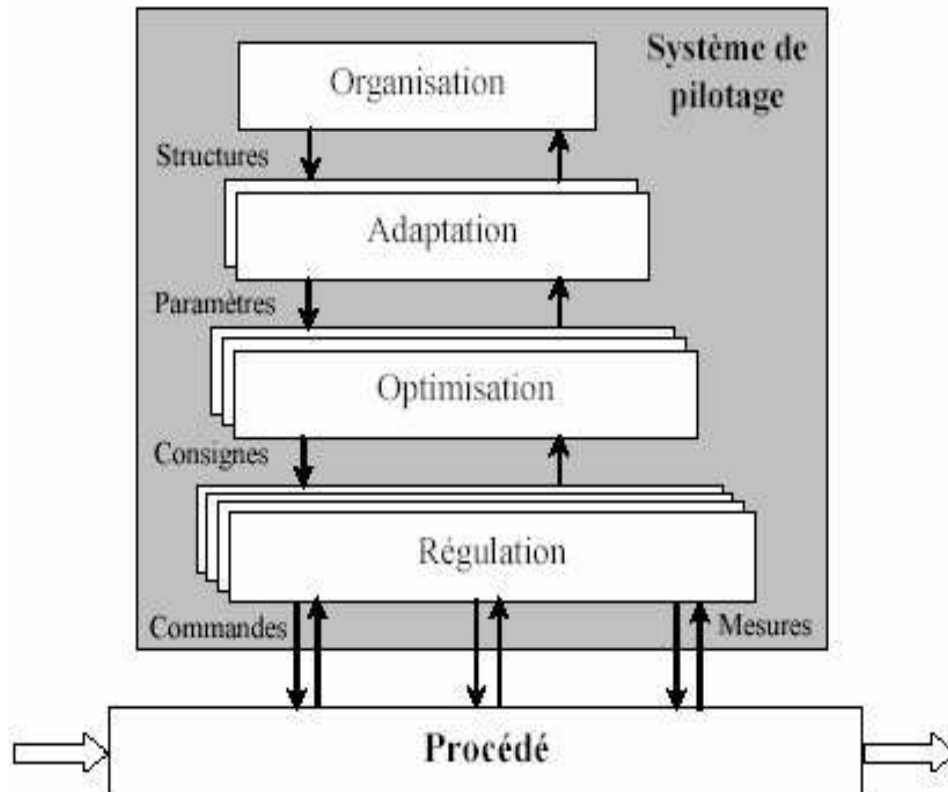 Système de
pilotage
Organisation
Structures
Adaptation
Paramètres
Optimisation
Consignes
Régulation
Commandes
Mesures
Procédé